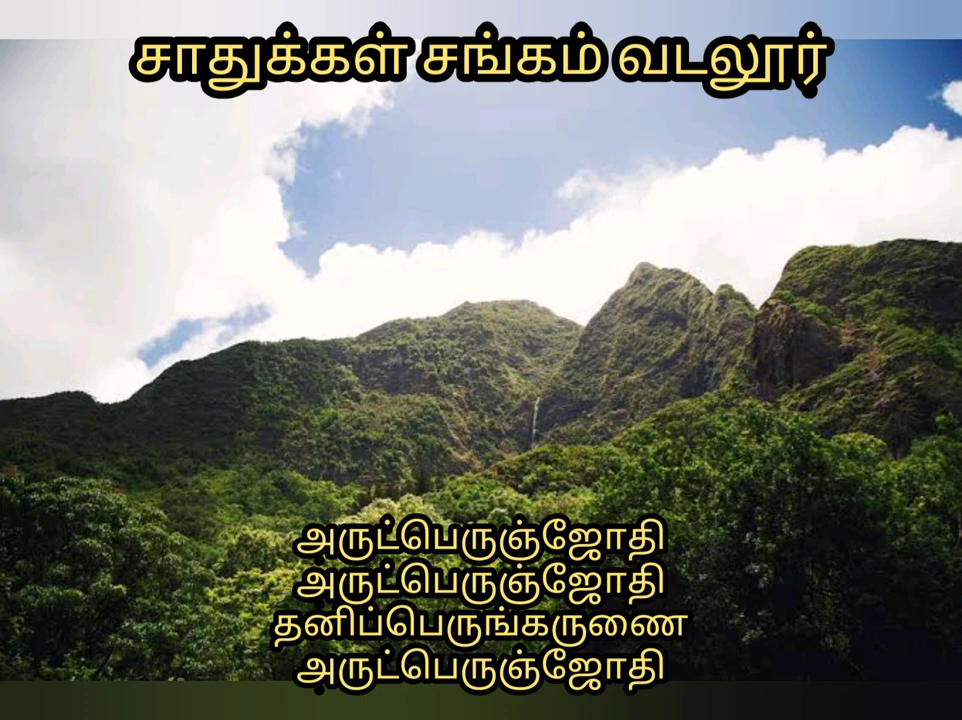 சாதுக்கள் சங்கம் வடலூர்
அருட்பெருஞ்ஜோதி
அருட்பெருஞ்ஜோதி
தனிப்பெருங்கருணை
அருட்பெருஞ்ஜோதி